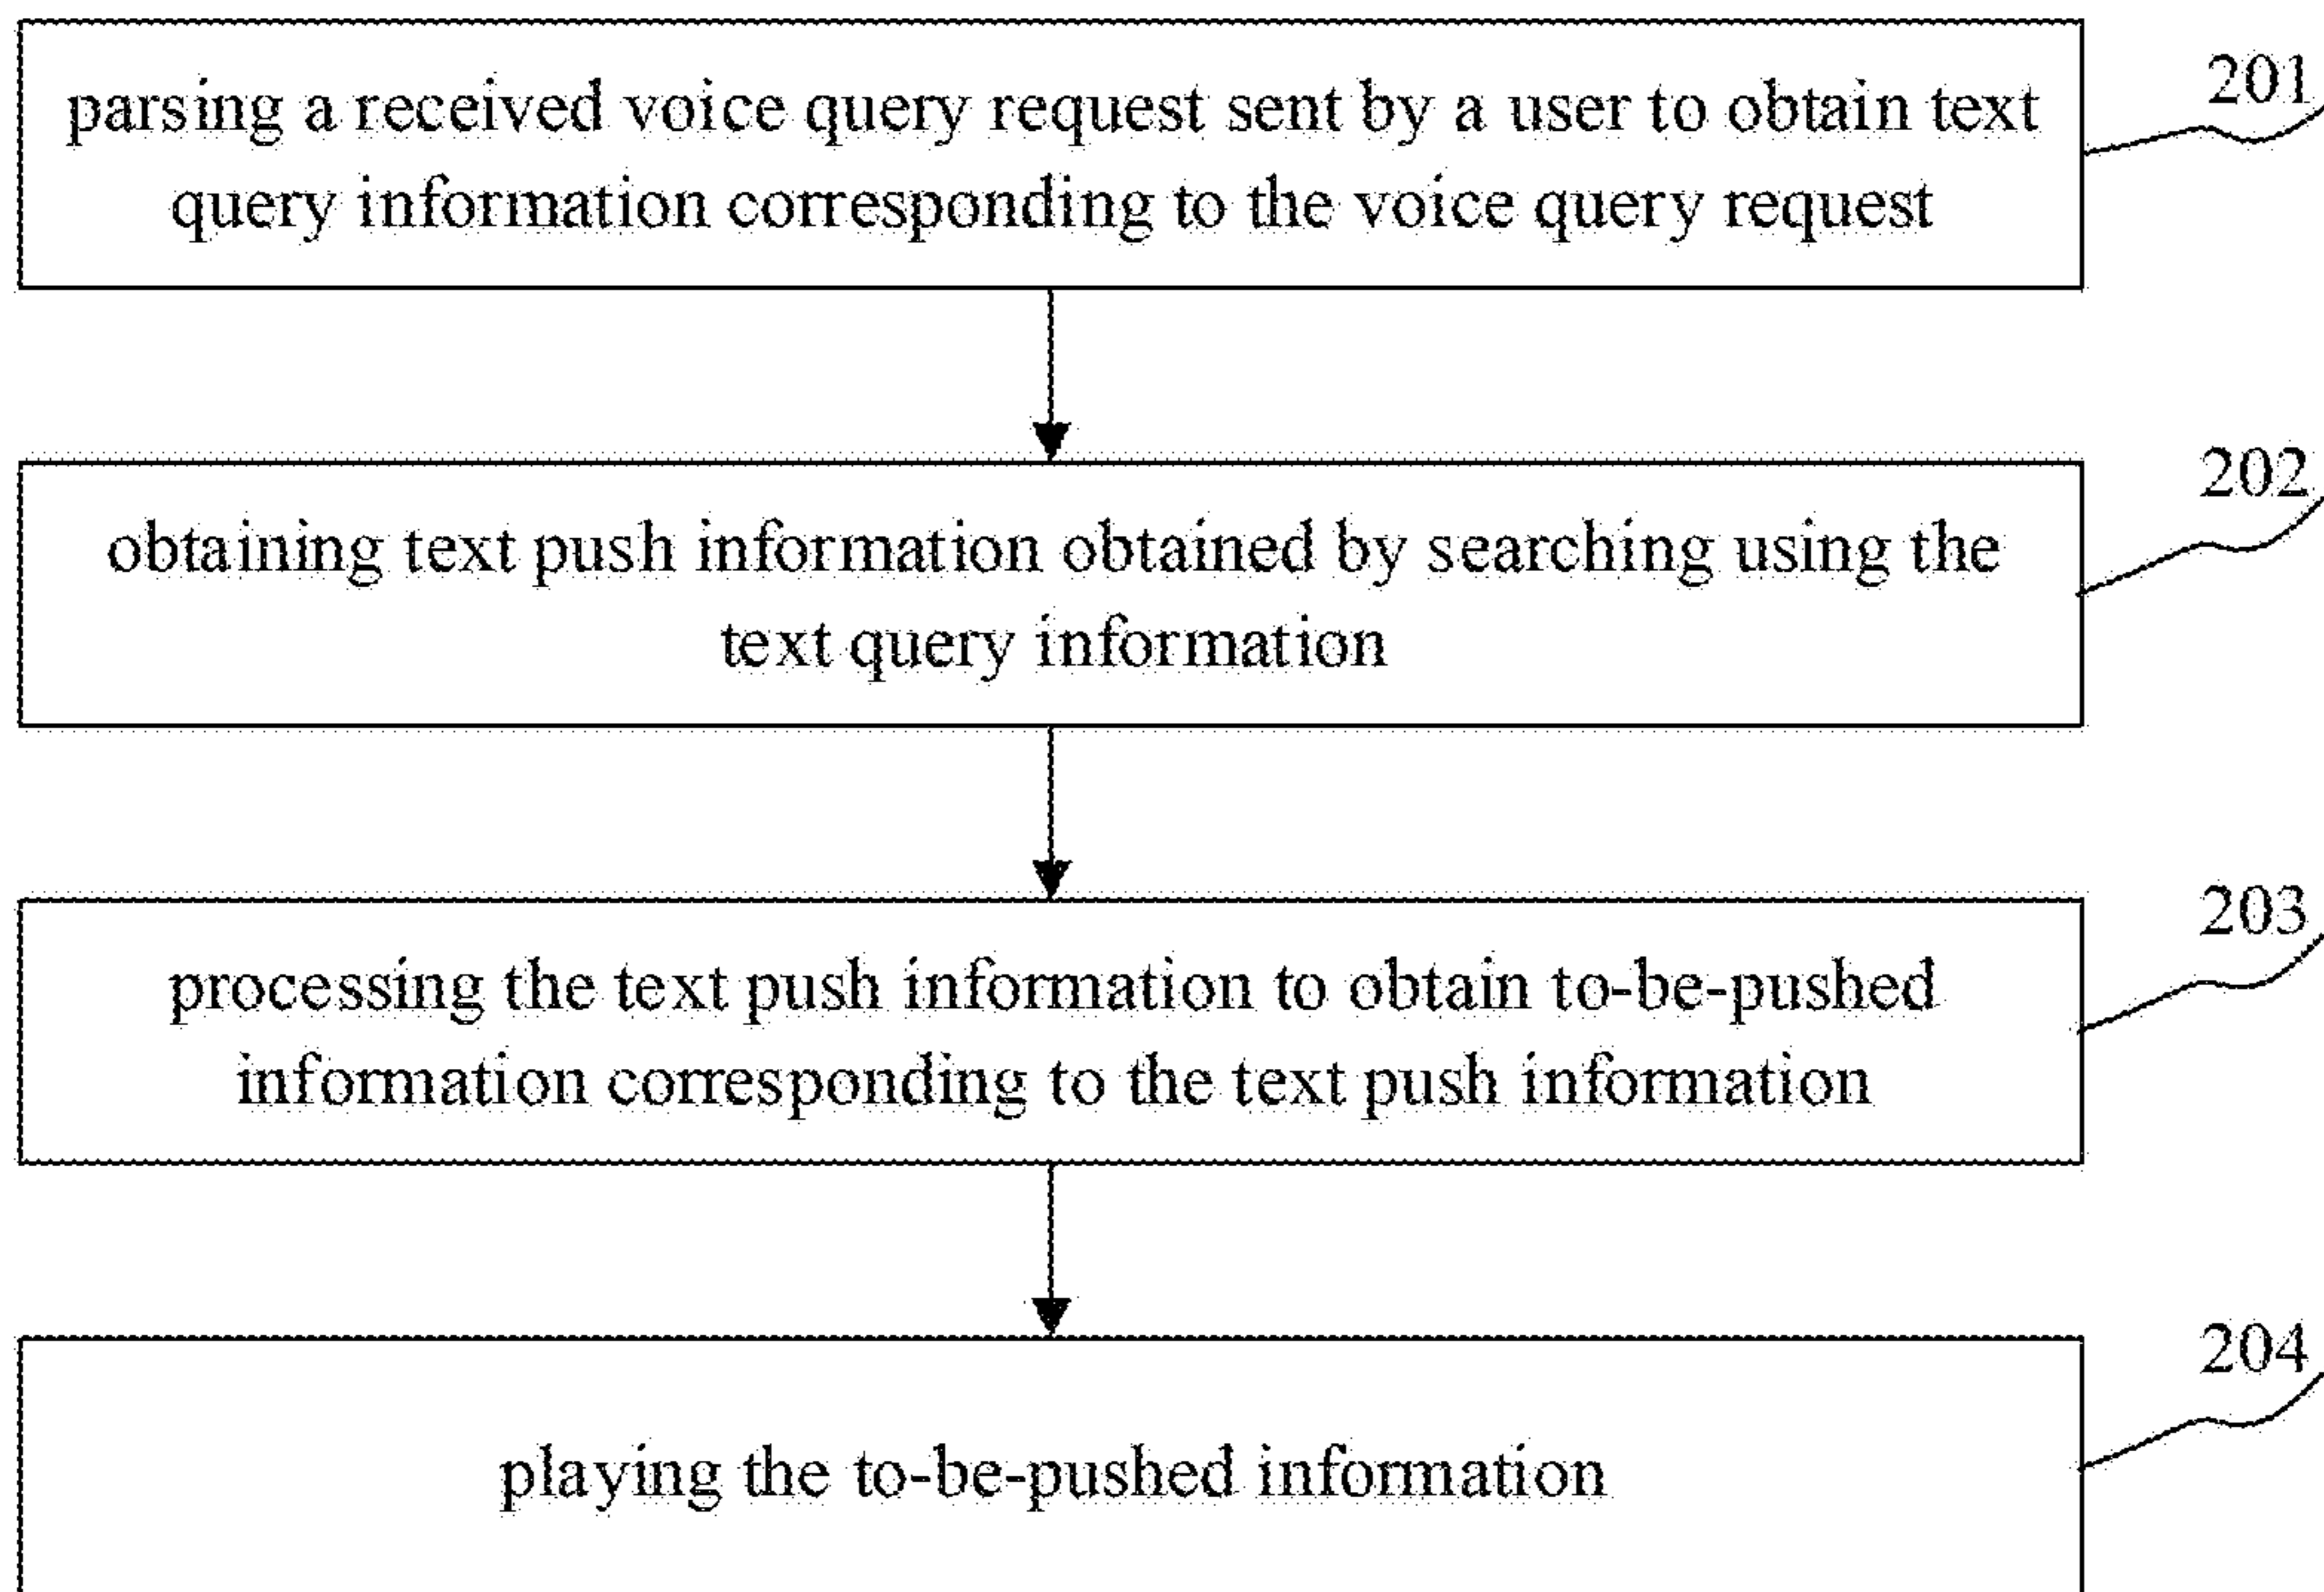 parsing a received voice query request sent by a user to obtain text
query information corresponding to the voice query request
201
obtaining text push information obtained by searching using the
text query information
202
processing the text push information to obtain to-be-pushed
information corresponding to the text push information
203
playing the to-be-pushed information
204